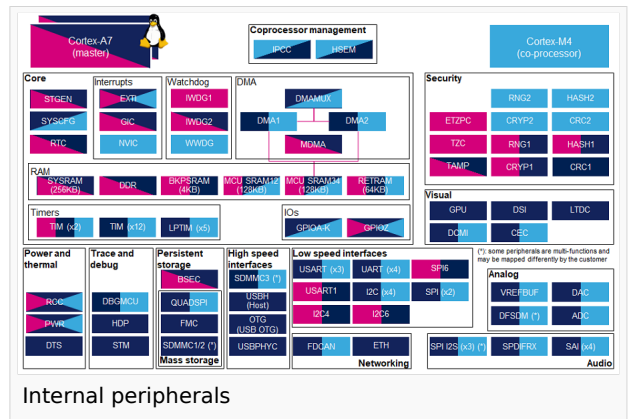 Cortex-A7
(master)
Coprocessor management
IPCC
HSEM
Cortex-M4
(co-processor)
Core
STGEN
SYSCFG
RTC
Interrupts
EXTI
GIC
NVIC
Watchdog
IWDG1
IWDG2
WWDG
DMA
DMAMUX
DMA1
DMA2
MDMA
Security
RNG2
HASH2
ETZPC
CRYP2
CRC2
TZC
RNG1
HASH1
TAMP
CRYP1
CRC1
RAM
SYSRAM
(256KB)
DDR
BKPSRAM
(4KB)
MCU SRAM12
(128KB)
MCU SRAM34
(128KB)
RETRAM
(64KB)
Timers
TIM (x2)
TIM (x12)
LPTIM (x5)
IOs
GPIOA-K
GPIOZ
Visual
GPU
DSI
LTDC
DCMI
CEC
Power and
thermal
RCC
PWR
DTS
Trace and
debug
DBGMCU
HDP
STM
Persistent
storage
BSEC
QUADSPI
FMC
SDMMC1/2 (*)
Mass storage
High speed
interfaces
SDMMC3 (*)
USBH
(Host)
OTG
(USB OTG)
USBPHYC
Low speed interfaces
USART (x3)
UART (x4)
SPI6
USART1
I2C (x4)
SPI (x2)
I2C4
I2C6
(*): some peripherals are multi-functions and
may be mapped differently by the customer
Analog
VREFBUF
DAC
DFSDM (*)
ADC
FDCAN
ETH
Networking
SPI I2S (x3) (*)
SPDIFRX
SAI (x4)
Audio
Internal peripherals